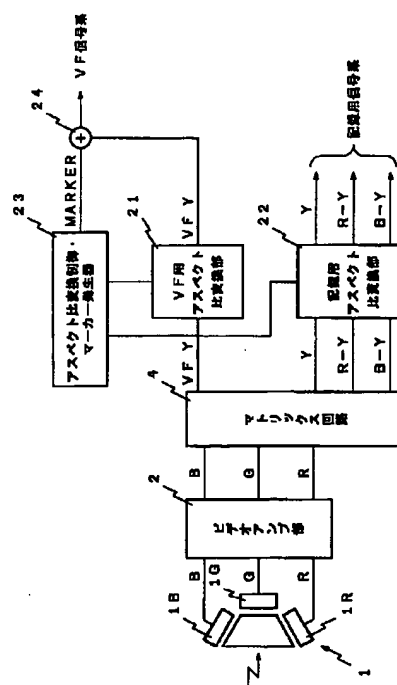 23
アスペクト比変換制御・
マーカー発生器
MARKER
24
VF信号系
VF Y
21
VF用
アスペクト
比変換部
VF Y
22
記録用
アスペクト
比変換部
Y
R-Y
B-Y
Y
R-Y
B-Y
記録用信号系
4
マトリックス回路
B
G
R
2
ビデオアンプ部
B
G
R
1B
1G
1R
1